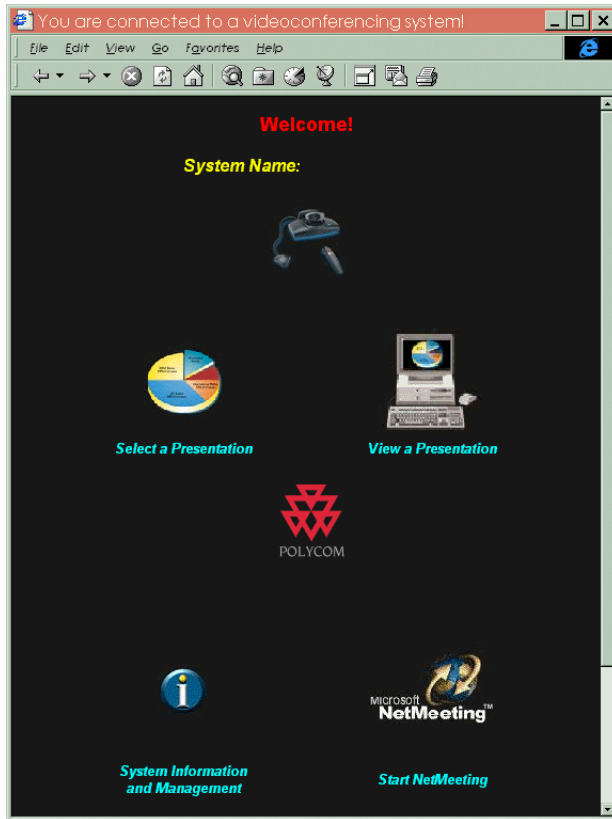 You are connected to a videoconferencing system!
File Edit View Go Favorites Help
Welcome!
System Name:
Select a Presentation
View a Presentation
POLYCOM
Microsoft
NetMeeting™
System Information
and Management
Start NetMeeting